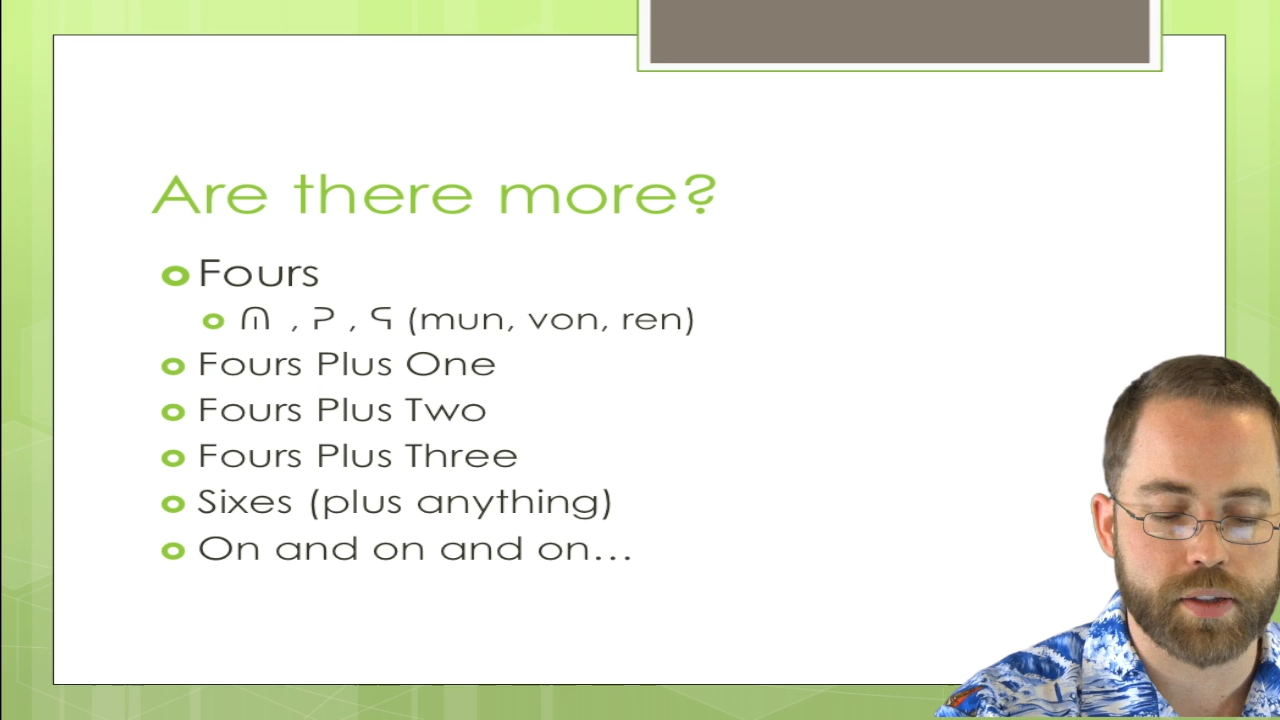 Are there more?
Fours
ᕬ , ᕈ , ᕋ (mun, von, ren)
Fours Plus One
Fours Plus Two
Fours Plus Three
Sixes (plus anything)
On and on and on…